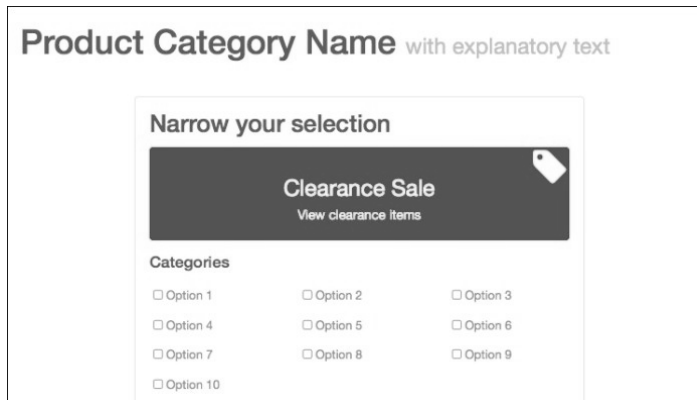 Product Category Name with explanatory text
Narrow your selection
Clearance Sale
View clearance items
Categories
Option 1 Option 2 Option 3
Option 4 Option 5 Option 6
Option 7 Option 8 Option 9
Option 10